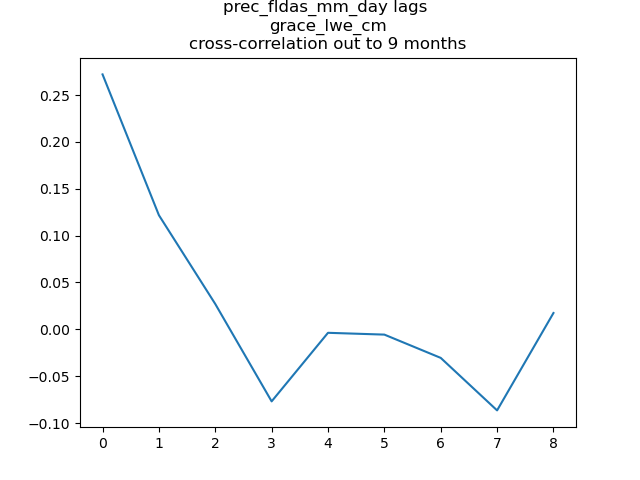 prec_fldas_mm_day lags
grace_lwe_cm
cross-correlation out to 9 months
0.25
0.20
0.15
0.10
0.05
0.00
−0.05
−0.10
0 1 2 3 4 5 6 7 8